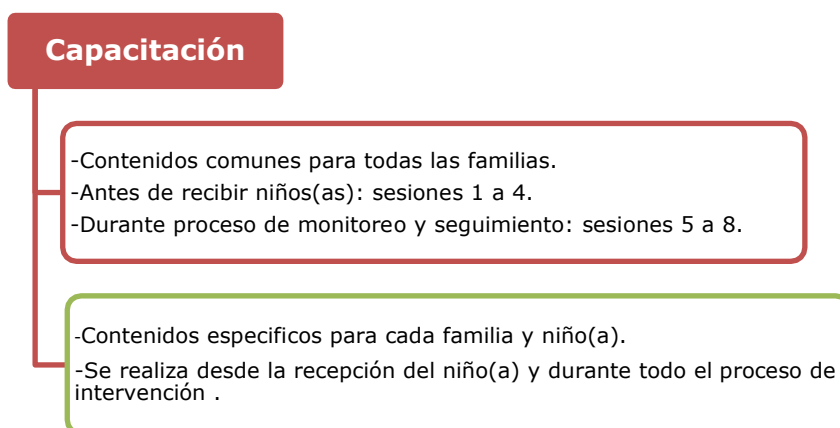 Capacitación
-Contenidos comunes para todas las familias.
-Antes de recibir niños(as): sesiones 1 a 4.
-Durante proceso de monitoreo y seguimiento: sesiones 5 a 8.
-Contenidos especificos para cada familia y niño(a).
-Se realiza desde la recepción del niño(a) y durante todo el proceso de
intervención .